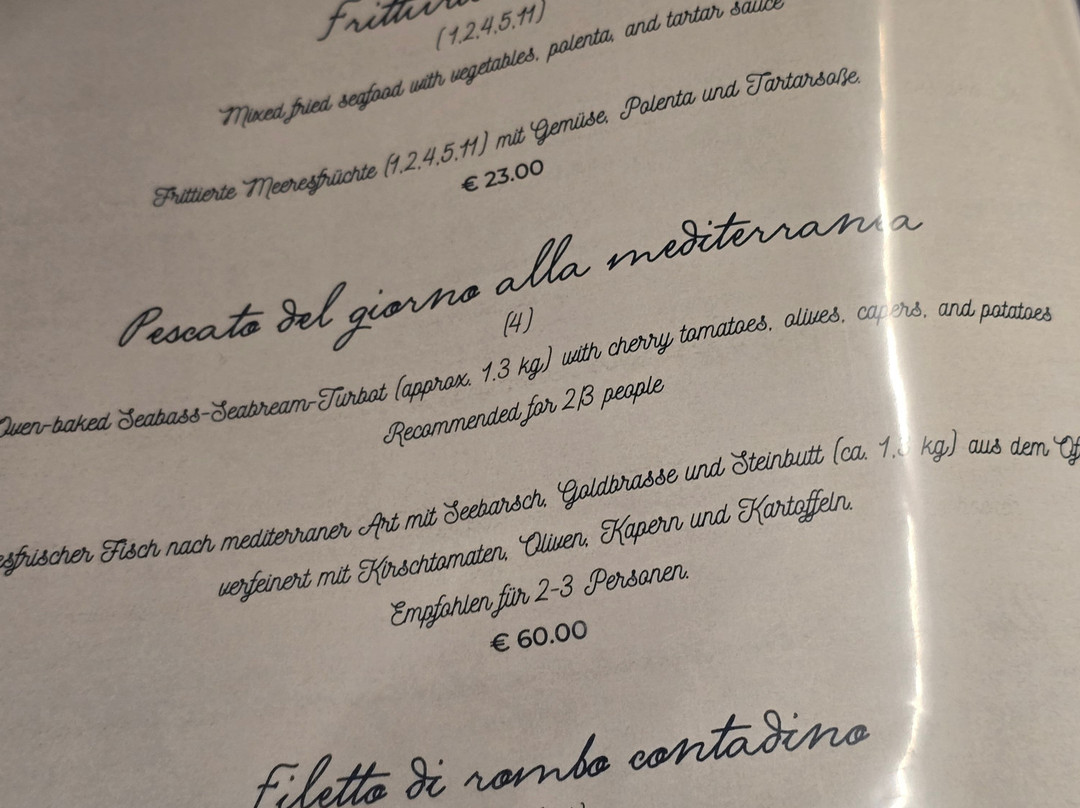 (1,2,4,5,11)
Mixed fried seafood with vegetables, polenta, and tartar sauce
Frittierte Meeresfrüchte (1,2,4,5,11) mit Gemüse, Polenta und Tartarsoße.
€ 23.00
Pescato del giorno alla mediterranea
(4)
Oven-baked Seabass-Seabream-Turbot (approx. 1.3 kg) with cherry tomatoes, olives, capers, and potatoes
Recommended for 2/3 people
Fisch nach mediterraner Art mit Seebarsch, Goldbrasse und Steinbutt (ca. 1,3 kg) aus dem
verfeinert mit Kirschtomaten, Oliven, Kapern und Kartoffeln.
Empfohlen für 2-3 Personen.
€ 60.00
Filetto di rombo contadino